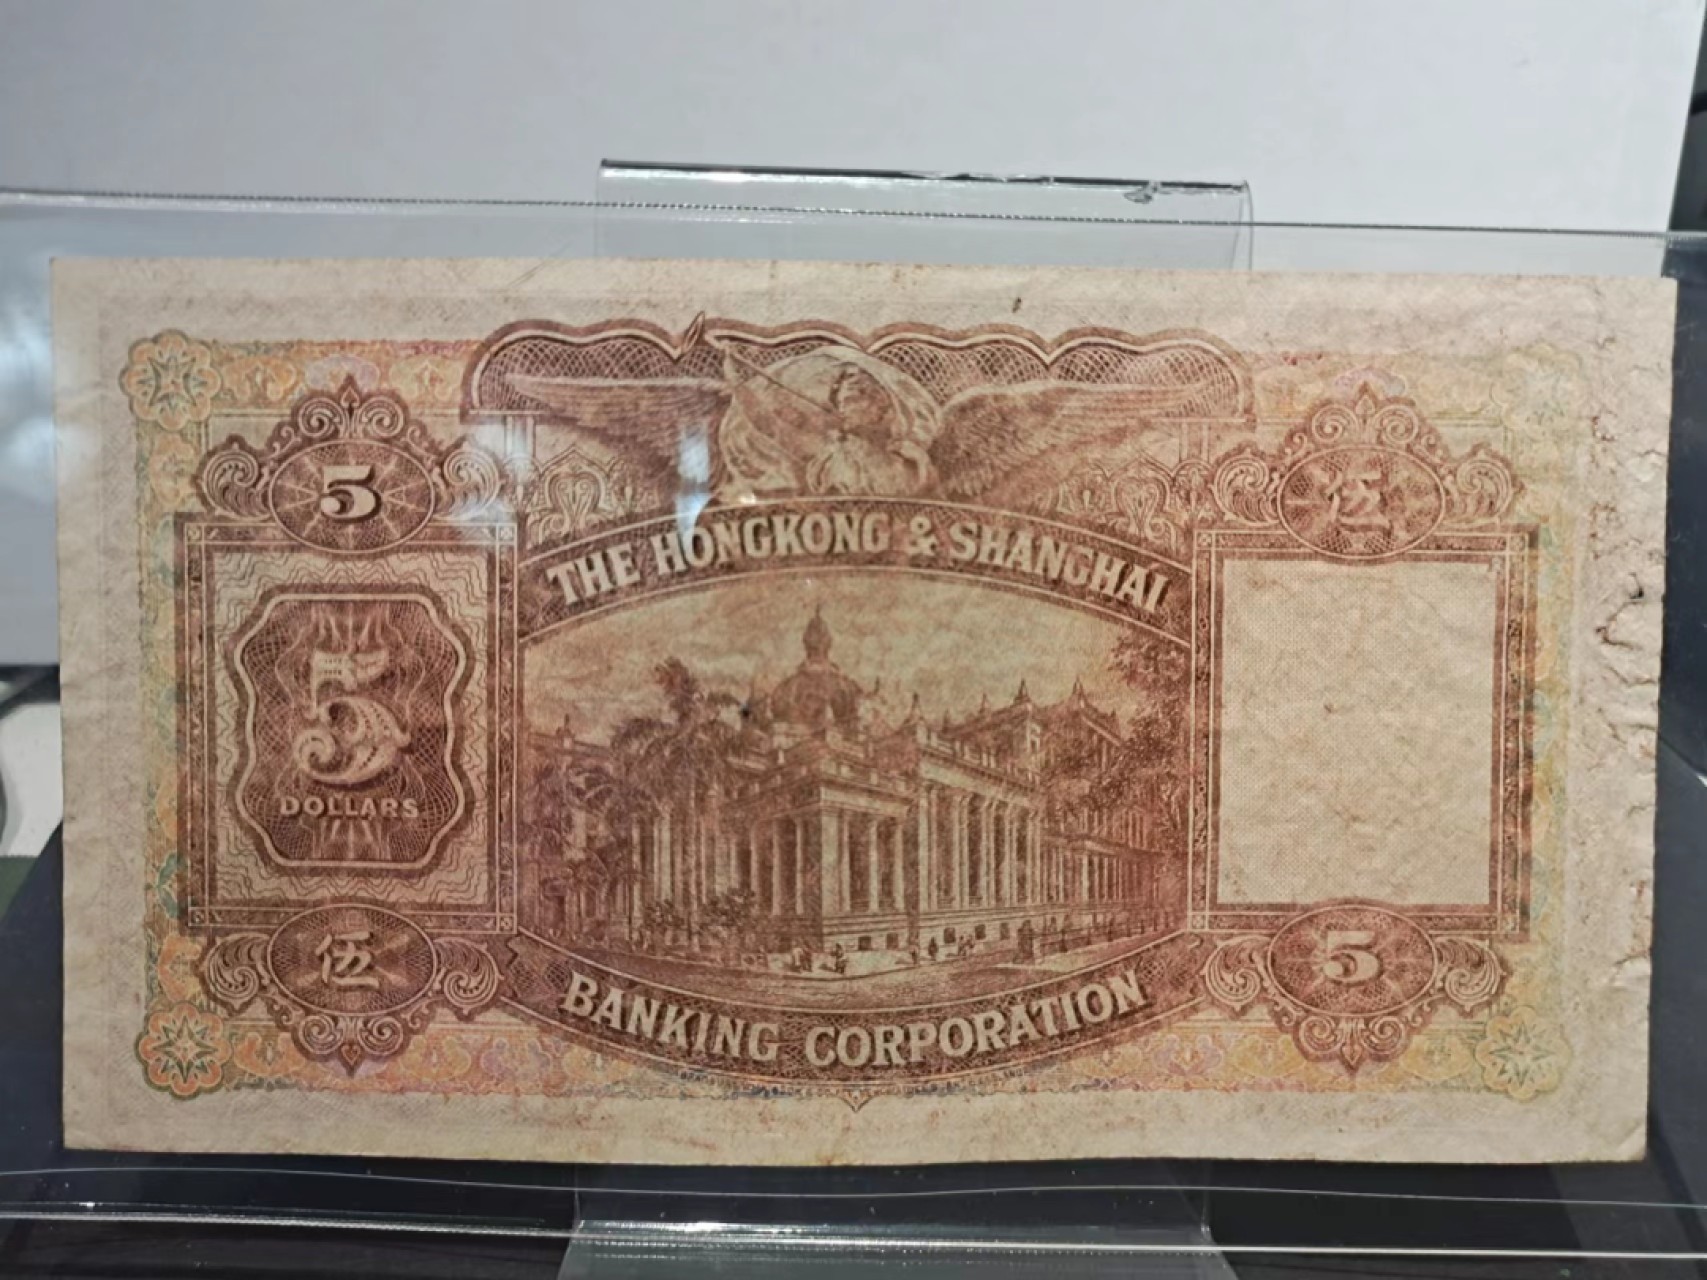 5
伍
THE HONGKONG & SHANGHAI
5
DOLLARS
伍
5
BANKING CORPORATION